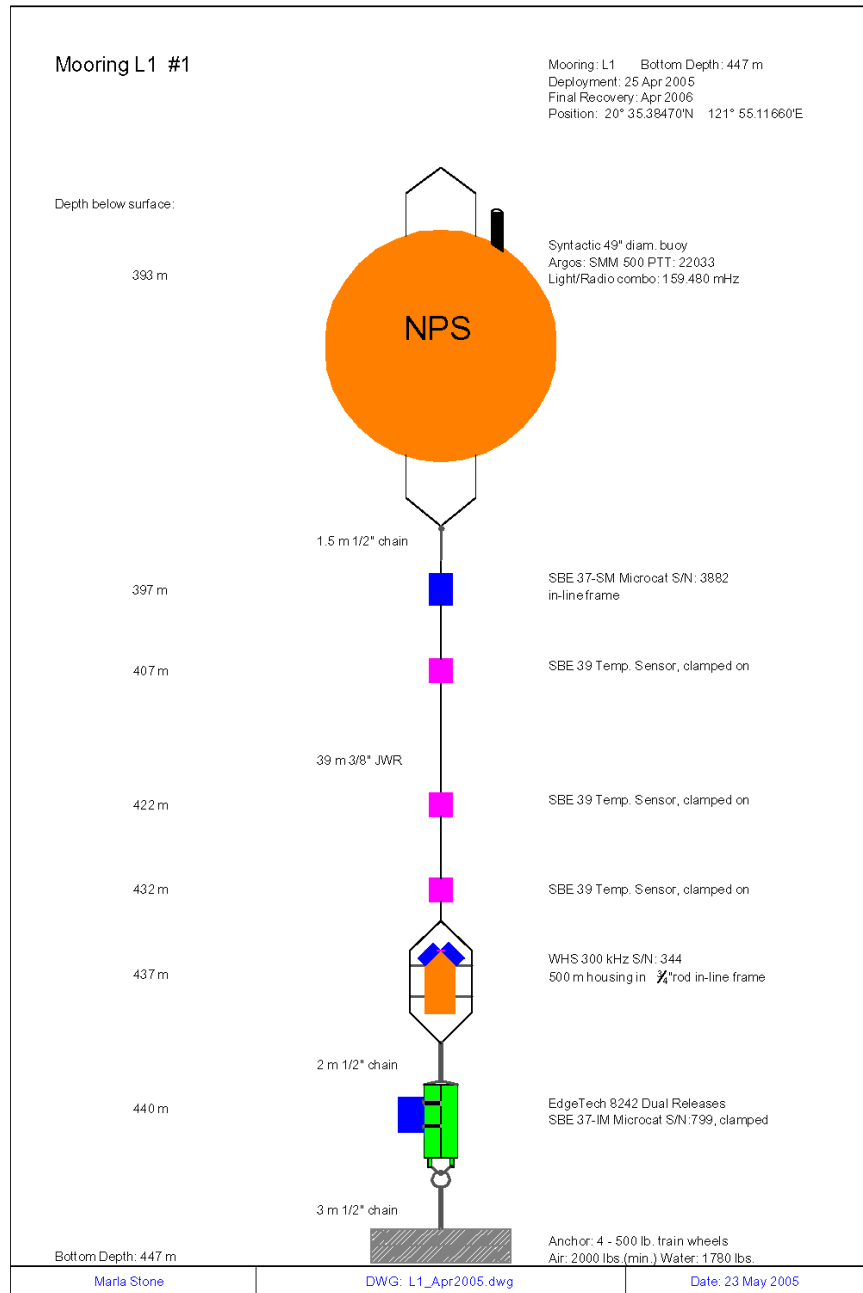 Mooring L1 #1
Mooring: L1 Bottom Depth: 447 m
Deployment: 25 Apr 2005
Final Recovery: Apr 2006
Position: 20° 35.38470'N 121° 55.11660'E
Depth below surface:
Syntactic 49" diam. buoy
Argos: SMM 500 PTT: 22033
Light/Radio combo: 159.480 mHz
393 m
NPS
1.5 m 1/2" chain
397 m
SBE 37-SM Microcat S/N: 3882
in-line frame
407 m
SBE 39 Temp. Sensor, clamped on
39 m 3/8" JWR
422 m
SBE 39 Temp. Sensor, clamped on
432 m
SBE 39 Temp. Sensor, clamped on
437 m
WHS 300 kHz S/N: 344
500 m housing in ¾"rod in-line frame
2 m 1/2" chain
440 m
EdgeTech 8242 Dual Releases
SBE 37-IM Microcat S/N:799, clamped
3 m 1/2" chain
Anchor: 4 - 500 lb. train wheels
Air: 2000 lbs.(min.) Water: 1780 lbs.
Bottom Depth: 447 m
Marla Stone
DWG: L1_Apr2005.dwg
Date: 23 May 2005